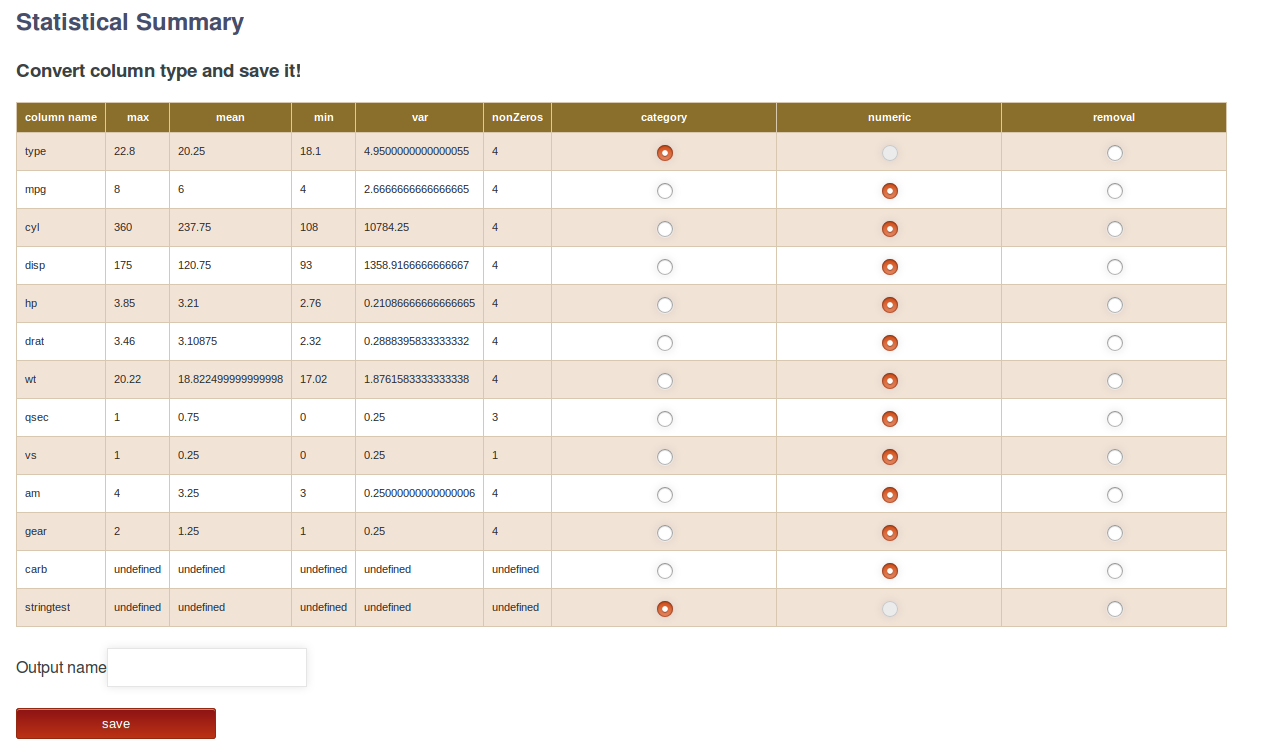 Statistical Summary
Convert column type and save it!
column name max mean min var nonZeros category numeric removal
type 22.8 20.25 18.1 4.9500000000000055 4
mpg 8 6 4 2.6666666666666665 4
cyl 360 237.75 108 10784.25 4
disp 175 120.75 93 1358.9166666666667 4
hp 3.85 3.21 2.76 0.21086666666666665 4
drat 3.46 3.10875 2.32 0.2888395833333332 4
wt 20.22 18.822499999999998 17.02 1.8761583333333338 4
qsec 1 0.75 0 0.25 3
vs 1 0.25 0 0.25 1
am 4 3.25 3 0.25000000000000006 4
gear 2 1.25 1 0.25 4
carb undefined undefined undefined undefined undefined
stringtest undefined undefined undefined undefined undefined
Output name
save